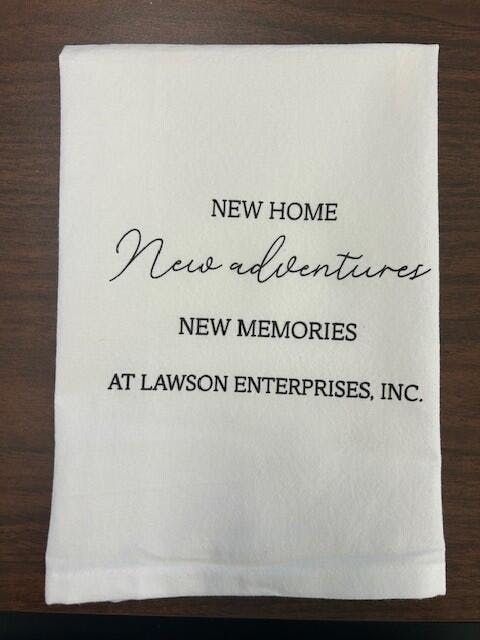 NEW HOME
New adventures
NEW MEMORIES
AT LAWSON ENTERPRISES, INC.